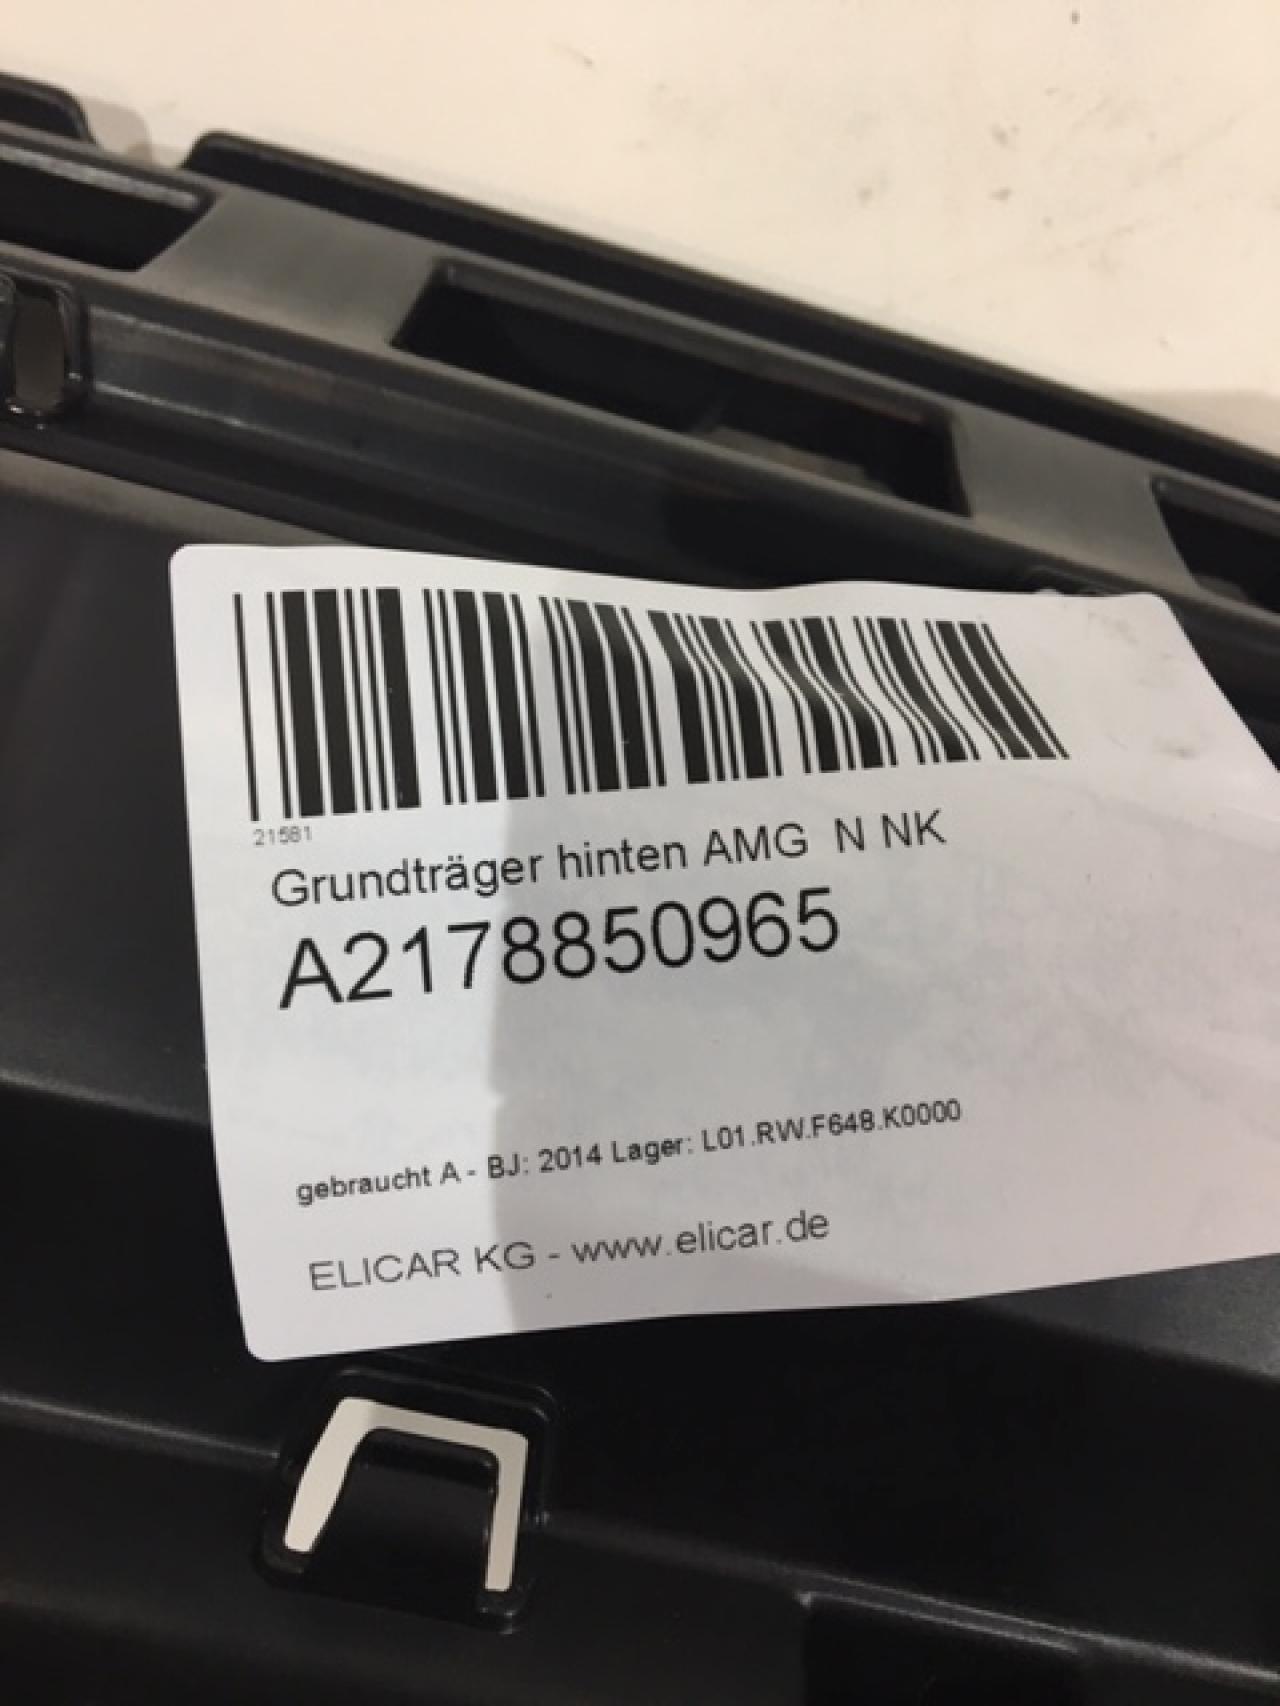 21581
Grundträger hinten AMG N NK
A2178850965
gebraucht A - BJ: 2014 Lager: L01.RW.F648.K0000
ELICAR KG - www.elicar.de